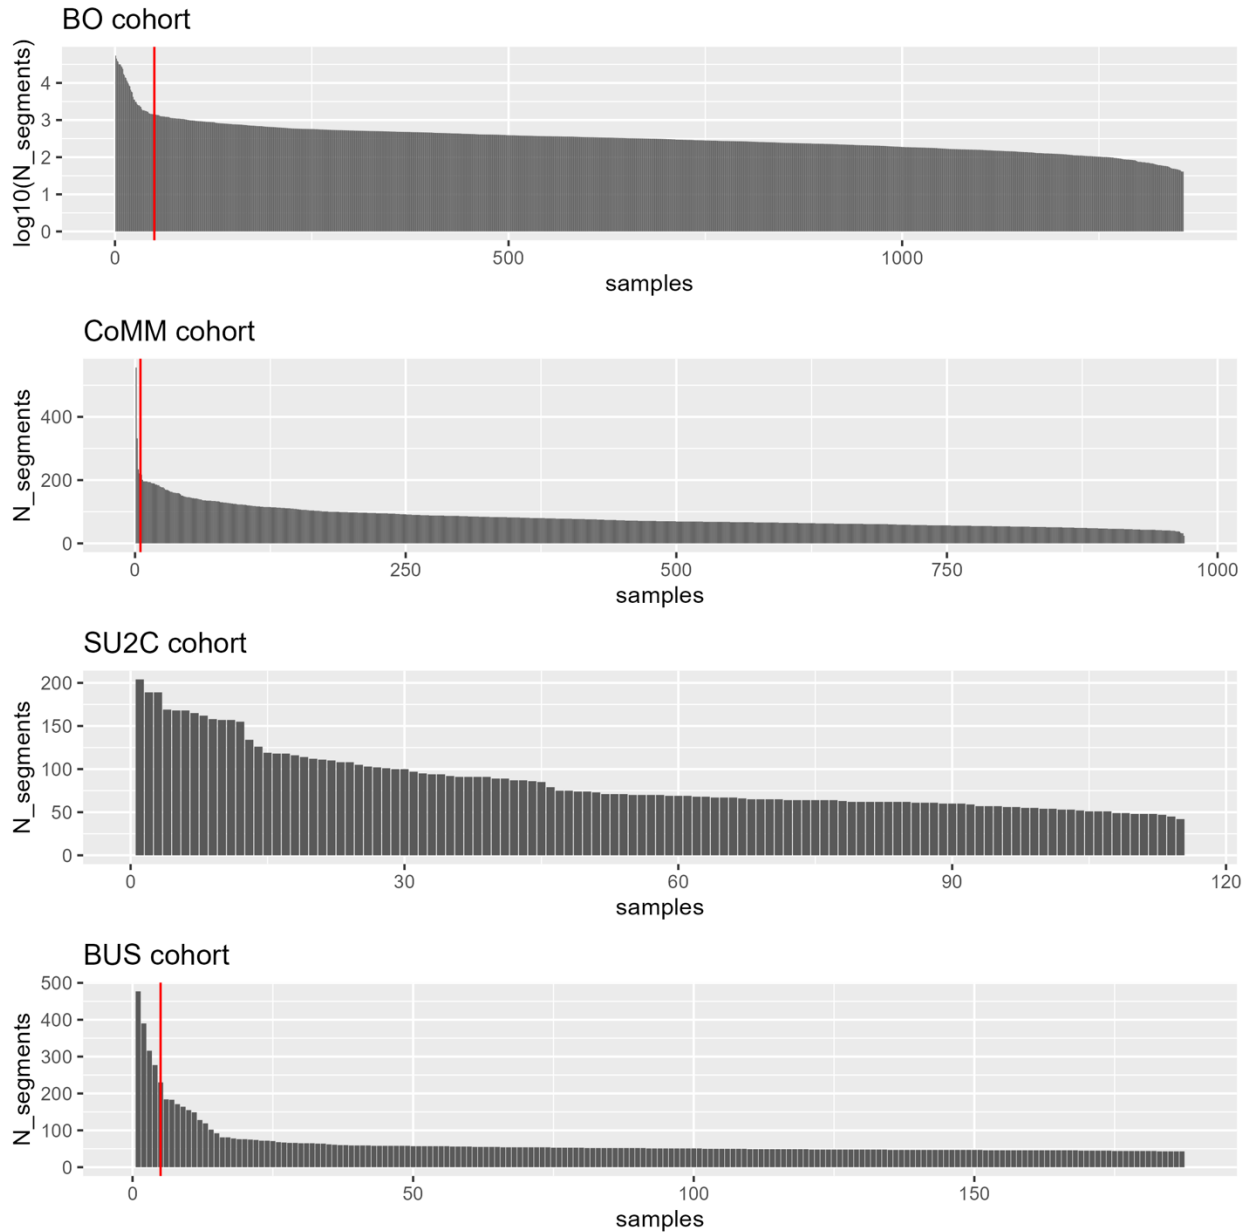 BO cohort
log10(N_segments)
4
3
2
1
0
0 500 1000
samples
CoMM cohort
N_segments
400
200
0
0 250 500 750 1000
samples
SU2C cohort
N_segments
200
150
100
50
0
0 30 60 90 120
samples
BUS cohort
N_segments
500
400
300
200
100
0
0 50 100 150
samples